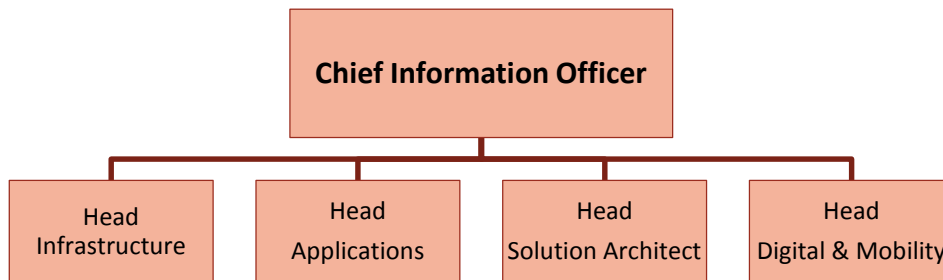 Chief Information Officer
Head
Infrastructure
Head
Applications
Head
Solution Architect
Head
Digital & Mobility